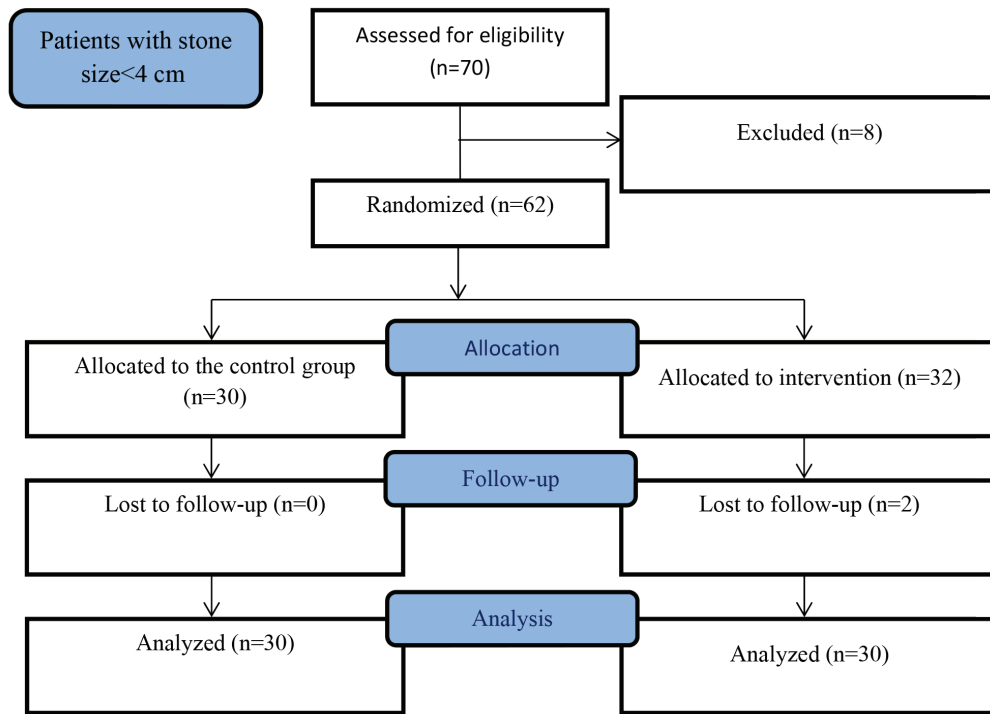 Patients with stone
size<4 cm
Assessed for eligibility
(n=70)
Excluded (n=8)
Randomized (n=62)
Allocation
Allocated to the control group
(n=30)
Allocated to intervention (n=32)
Follow-up
Lost to follow-up (n=0)
Lost to follow-up (n=2)
Analysis
Analyzed (n=30)
Analyzed (n=30)